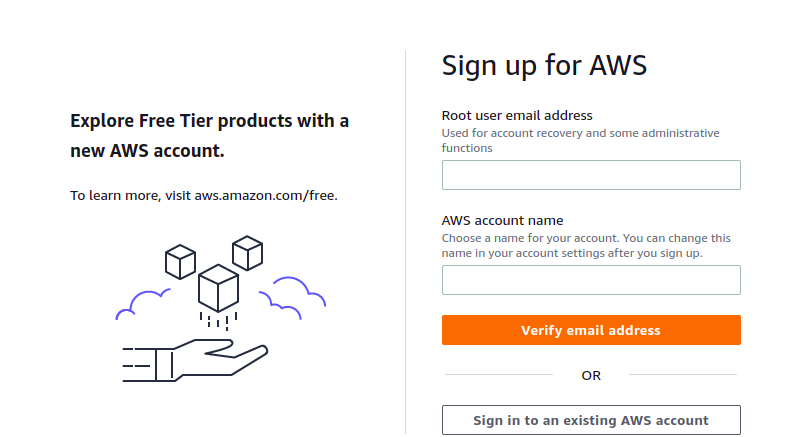 Explore Free Tier products with a
new AWS account.
To learn more, visit aws.amazon.com/free.
Sign up for AWS
Root user email address
Used for account recovery and some administrative
functions
AWS account name
Choose a name for your account. You can change this
name in your account settings after you sign up.
Verify email address
OR
Sign in to an existing AWS account